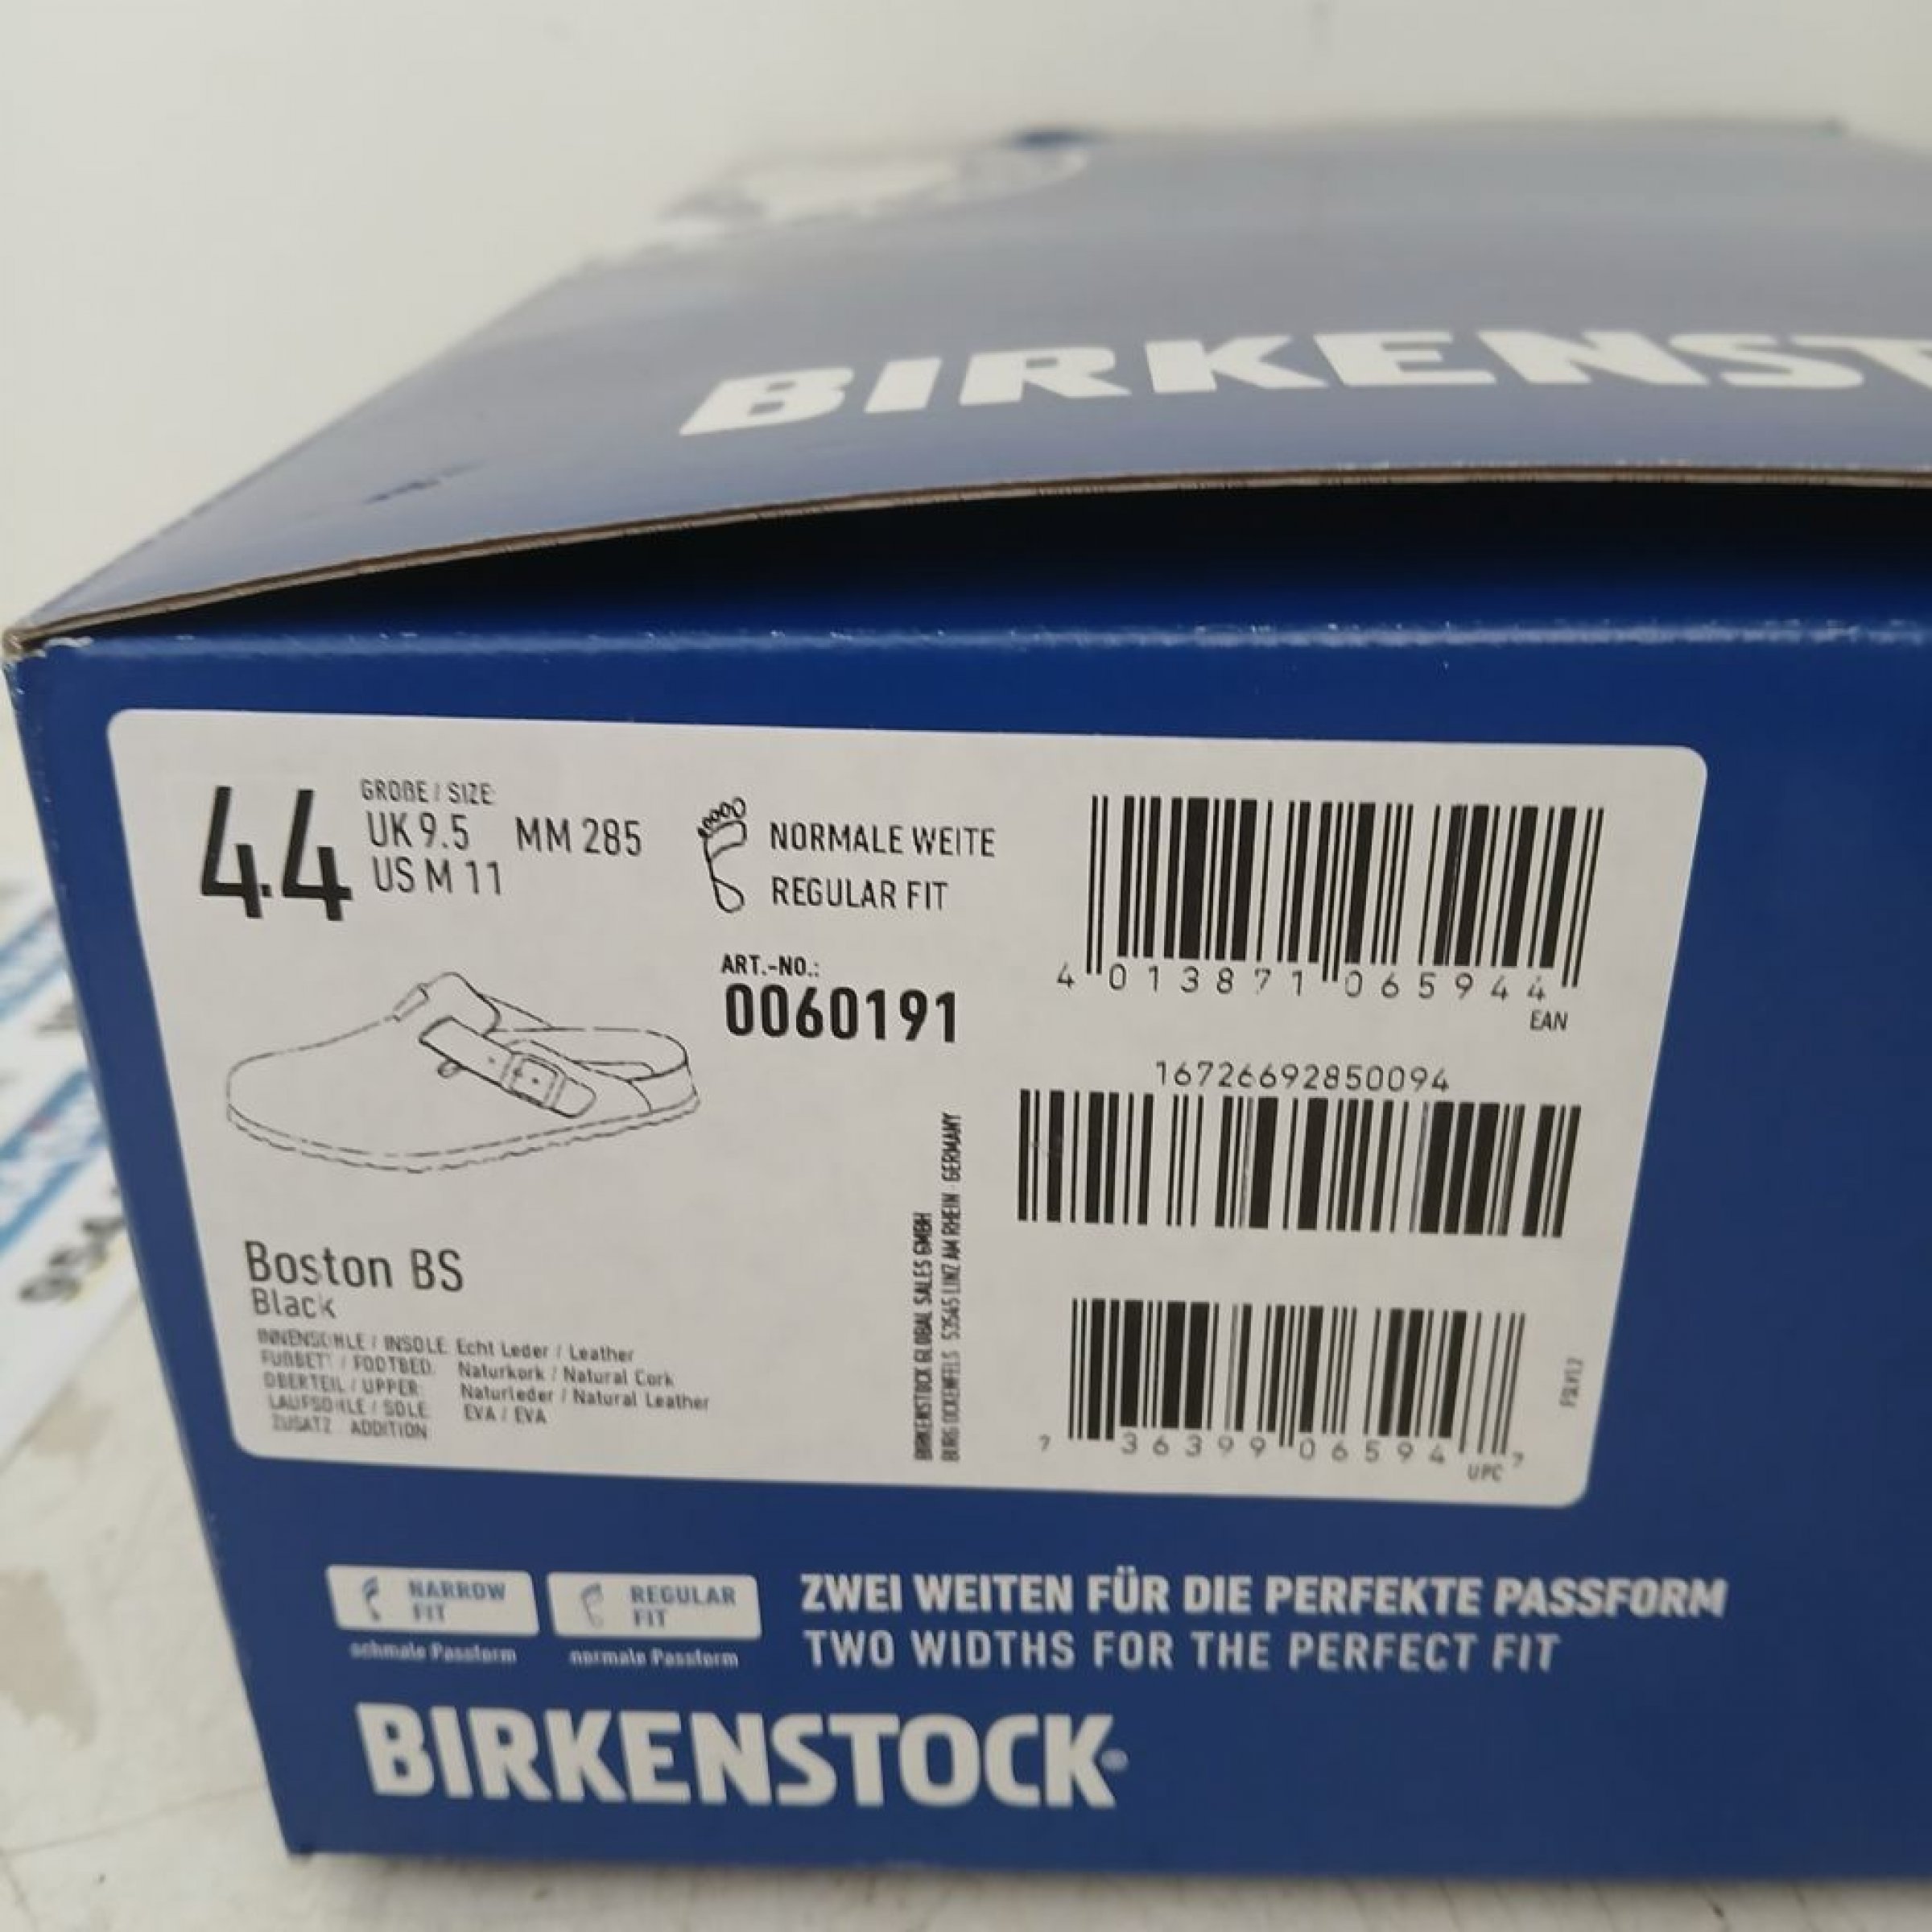 BIRKENST
44
GRÖBE / SIZE
UK 9.5 MM 285
US M 11
NORMALE WEITE
REGULAR FIT
ART.-NO.:
0060191
4 013871 065944
EAN
16726692850094
Boston BS
Black
INNENSOHLE / INSOLE: Echt Leder / Leather
FUßBETT / FOOTBED: Naturkork / Natural Cork
OBERTEIL / UPPER: Naturleder / Natural Leather
LAUFSOHLE / SOLE: EVA / EVA
ZUSATZ ADDITION
BIRKENSTOCK GLOBAL SALES GMBH
BURG OCKENFELS 53545 LINZ AM RHEIN GERMANY
7 36399 06594 7
UPC
NARROW
FIT
schmale Passform
REGULAR
FIT
normale Passform
ZWEI WEITEN FÜR DIE PERFEKTE PASSFORM
TWO WIDTHS FOR THE PERFECT FIT
BIRKENSTOCK®